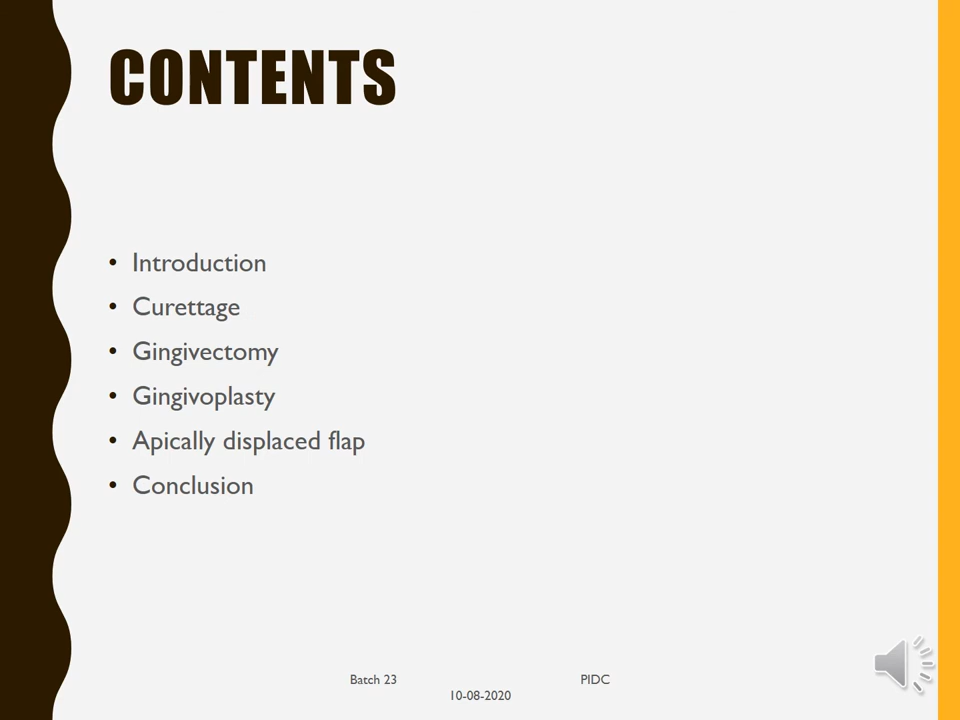 CONTENTS
• Introduction
• Curettage
• Gingivectomy
• Gingivoplasty
• Apically displaced flap
• Conclusion
Batch 23 PIDC
10-08-2020